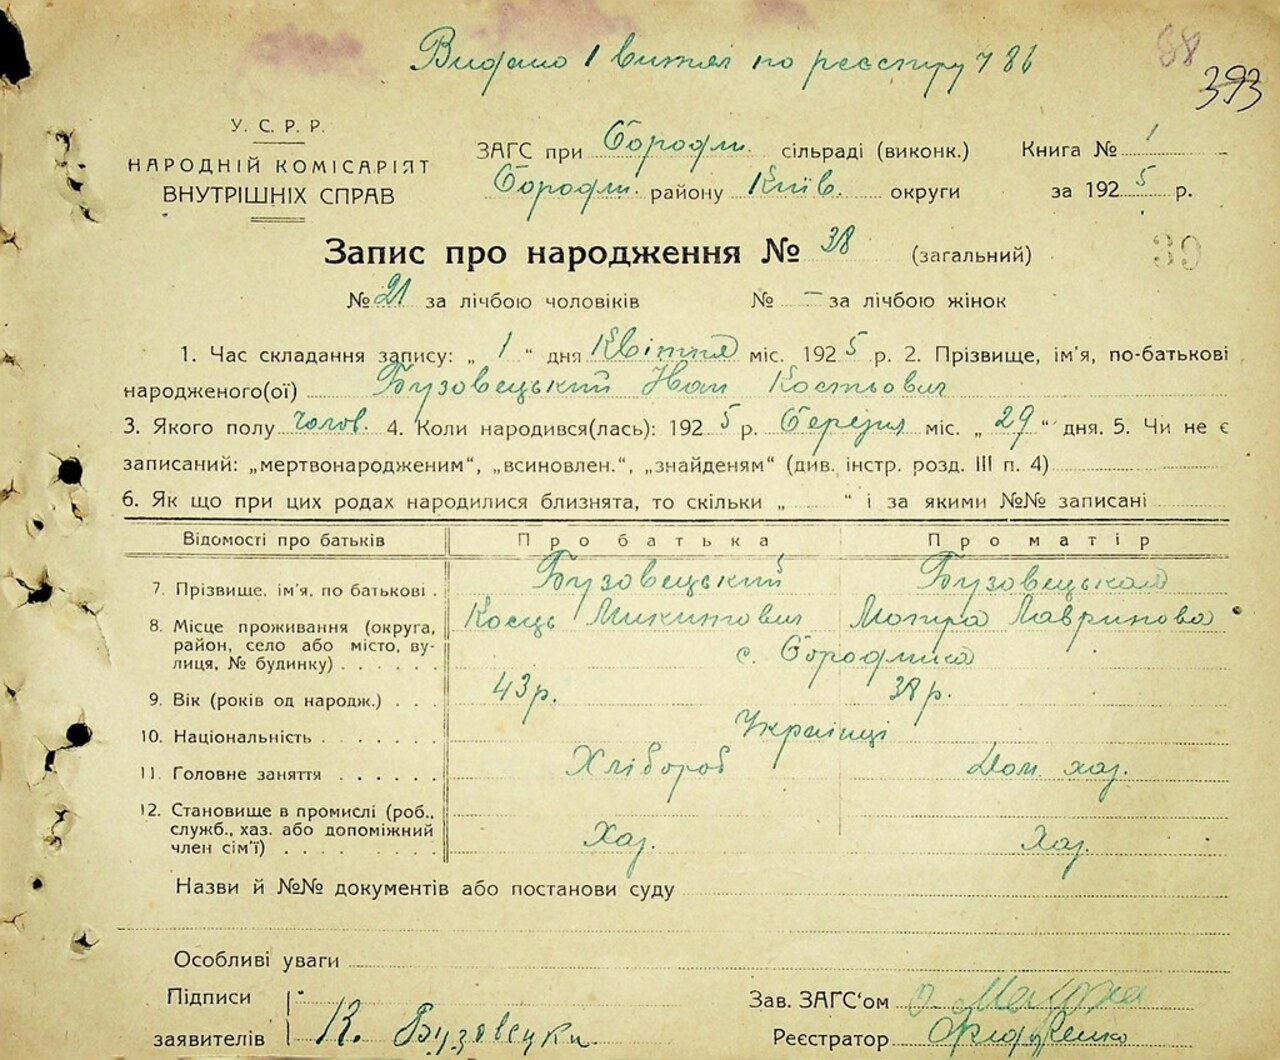 Видано 1 витяг по реєстру 786
88
393
У. С. Р. Р.
НАРОДНІЙ КОМІСАРІЯТ
ВНУТРІШНІХ СПРАВ
ЗАГС при Бородян. сільраді (виконк.) Книга № 1
Бородян. району Київ. округи за 1925 р.
Запис про народження № 38 (загальний)
39
№ 21 за лічбою чоловіків № – за лічбою жінок
1. Час складання запису: „ 1 “ дня Квітня міс. 1925 р. 2. Прізвище, ім'я, по-батькові
народженого(ої) Бузовецький Иван Костьович
3. Якого полу чолов. 4. Коли народився(лась): 1925 р. Березня міс. „ 29 “ дня. 5. Чи не є
записаний: „мертвонародженим“, „всиновлен.“, „знайденям“ (див. інстр. розд. III п. 4)
6. Як що при цих родах народилися близнята, то скільки „ “ і за якими №№ записані
Відомості про батьків Про батька Про матір
7. Прізвище, ім'я, по батькові . Бузовецький Бузовецькая
Кость Микитович Мотра Лавринова
8. Місце проживання (округа,
район, село або місто, ву-
лиця, № будинку) . . . . . . с. Бородянка
9. Вік (років од народж.) . . . 43 р. 38 р.
10. Національність . . . . . . . Українці
11. Головне заняття . . . . . . Хлібороб Дом. хаз.
12. Становище в промислі (роб.,
служб., хаз. або допоміжний
член сім'ї) . . . . . . . . . Хаз. Хаз.
Назви й №№ документів або постанови суду
Особливі уваги
Підписи
заявителів К. Бузовецки
Зав. ЗАГС'ом
Реєстратор